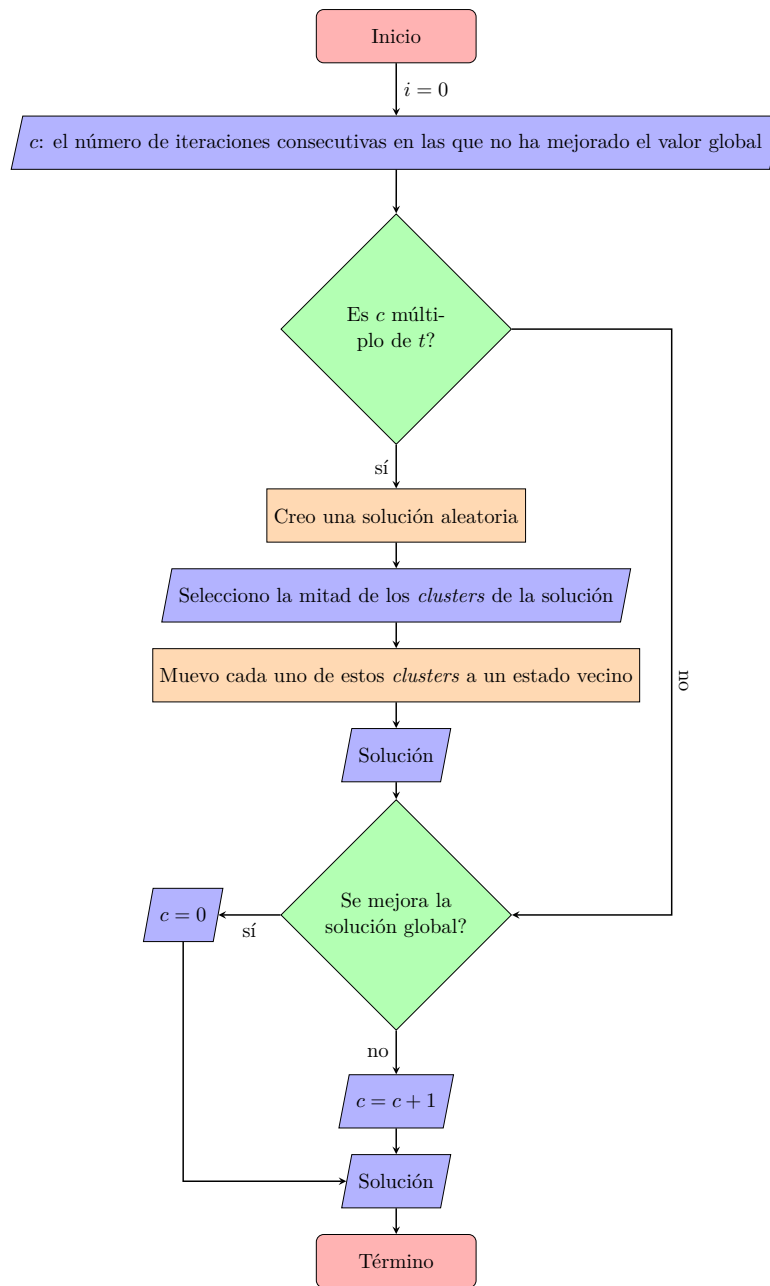 Inicio
i = 0
c: el número de iteraciones consecutivas en las que no ha mejorado el valor global
Es c múlti-
plo de t?
sí
Creo una solución aleatoria
Selecciono la mitad de los clusters de la solución
Muevo cada uno de estos clusters a un estado vecino
no
Solución
Se mejora la
solución global?
c = 0
sí
no
c = c + 1
Solución
Término